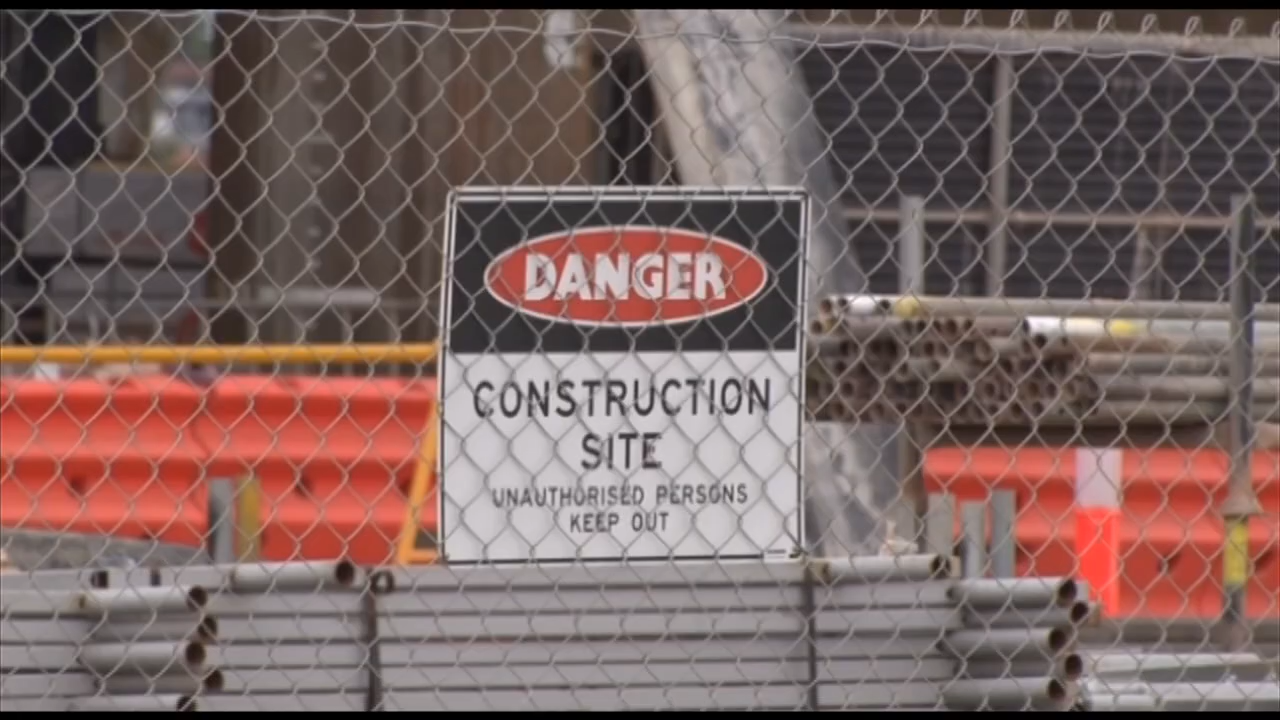 DANGER
CONSTRUCTION
SITE
UNAUTHORISED PERSONS
KEEP OUT